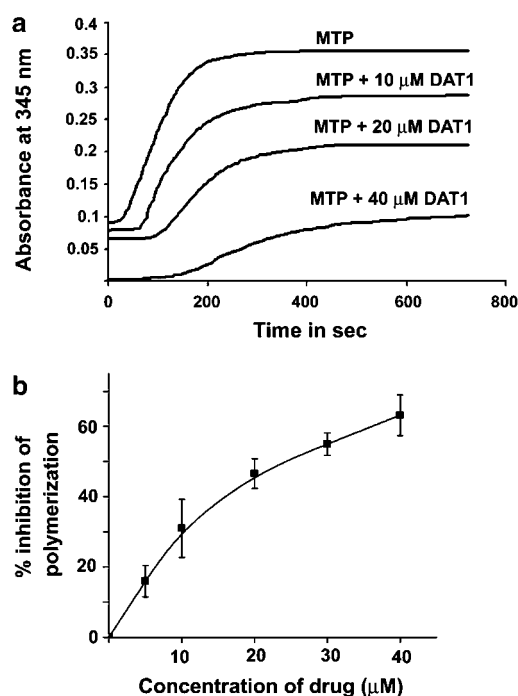 a
Absorbance at 345 nm
0.4
0.35
0.3
0.25
0.2
0.15
0.1
0.05
MTP
MTP + 10 μM DAT1
MTP + 20 μM DAT1
MTP + 40 μM DAT1
0
200
400
600
800
Time in sec
b
% inhibition of
polymerization
60
40
20
0
10
20
30
40
Concentration of drug (μM)